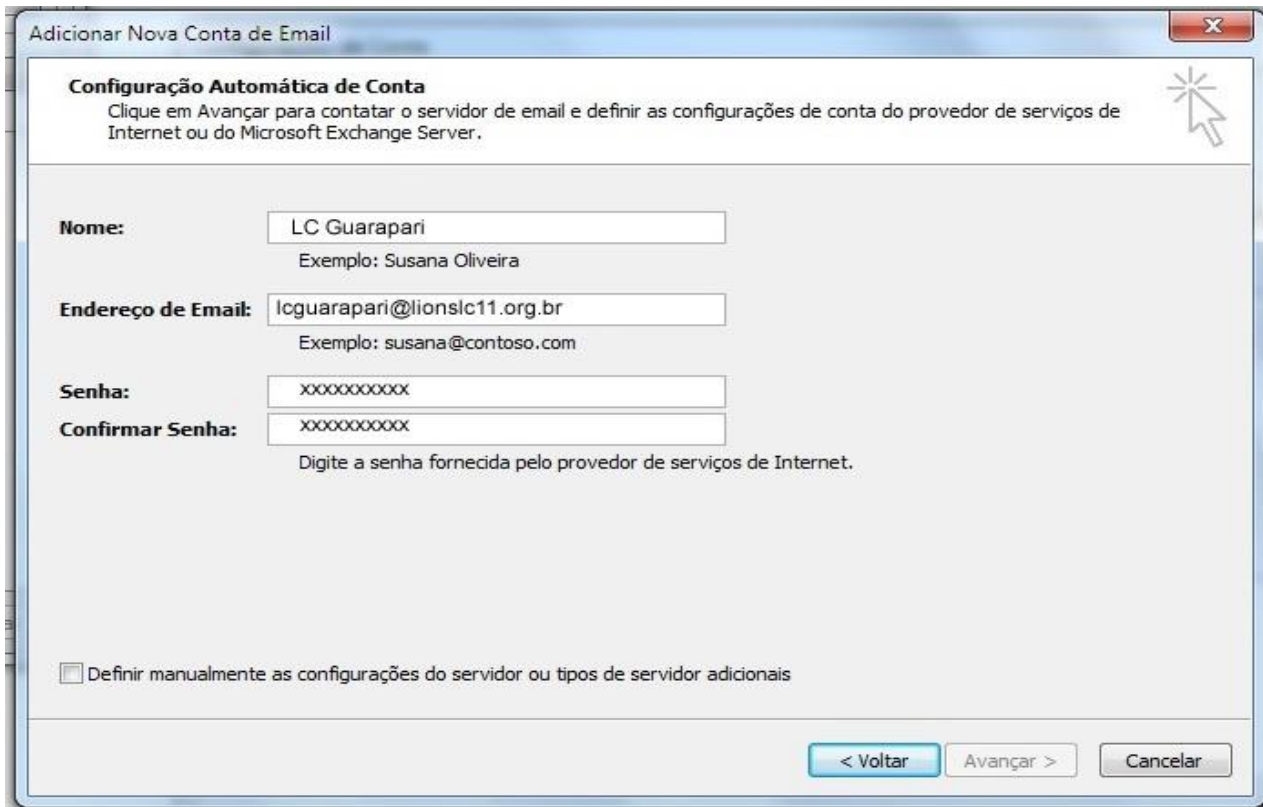 Adicionar Nova Conta de Email
Configuração Automática de Conta
Clique em Avançar para contatar o servidor de email e definir as configurações de conta do provedor de serviços de
Internet ou do Microsoft Exchange Server.
Nome: LC Guarapari
Exemplo: Susana Oliveira
Endereço de Email: lcguarapari@lionslc11.org.br
Exemplo: susana@contoso.com
Senha: xxxxxxxxxx
Confirmar Senha: xxxxxxxxxx
Digite a senha fornecida pelo provedor de serviços de Internet.
Definir manualmente as configurações do servidor ou tipos de servidor adicionais
< Voltar Avançar > Cancelar